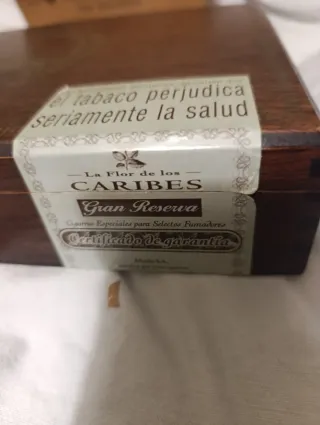 el tabaco perjudica
seriamente la salud
La Flor de los
CARIBES
Gran Reserva
Cigarros Especiales para Selectos Fumadores
Certificado de garantía